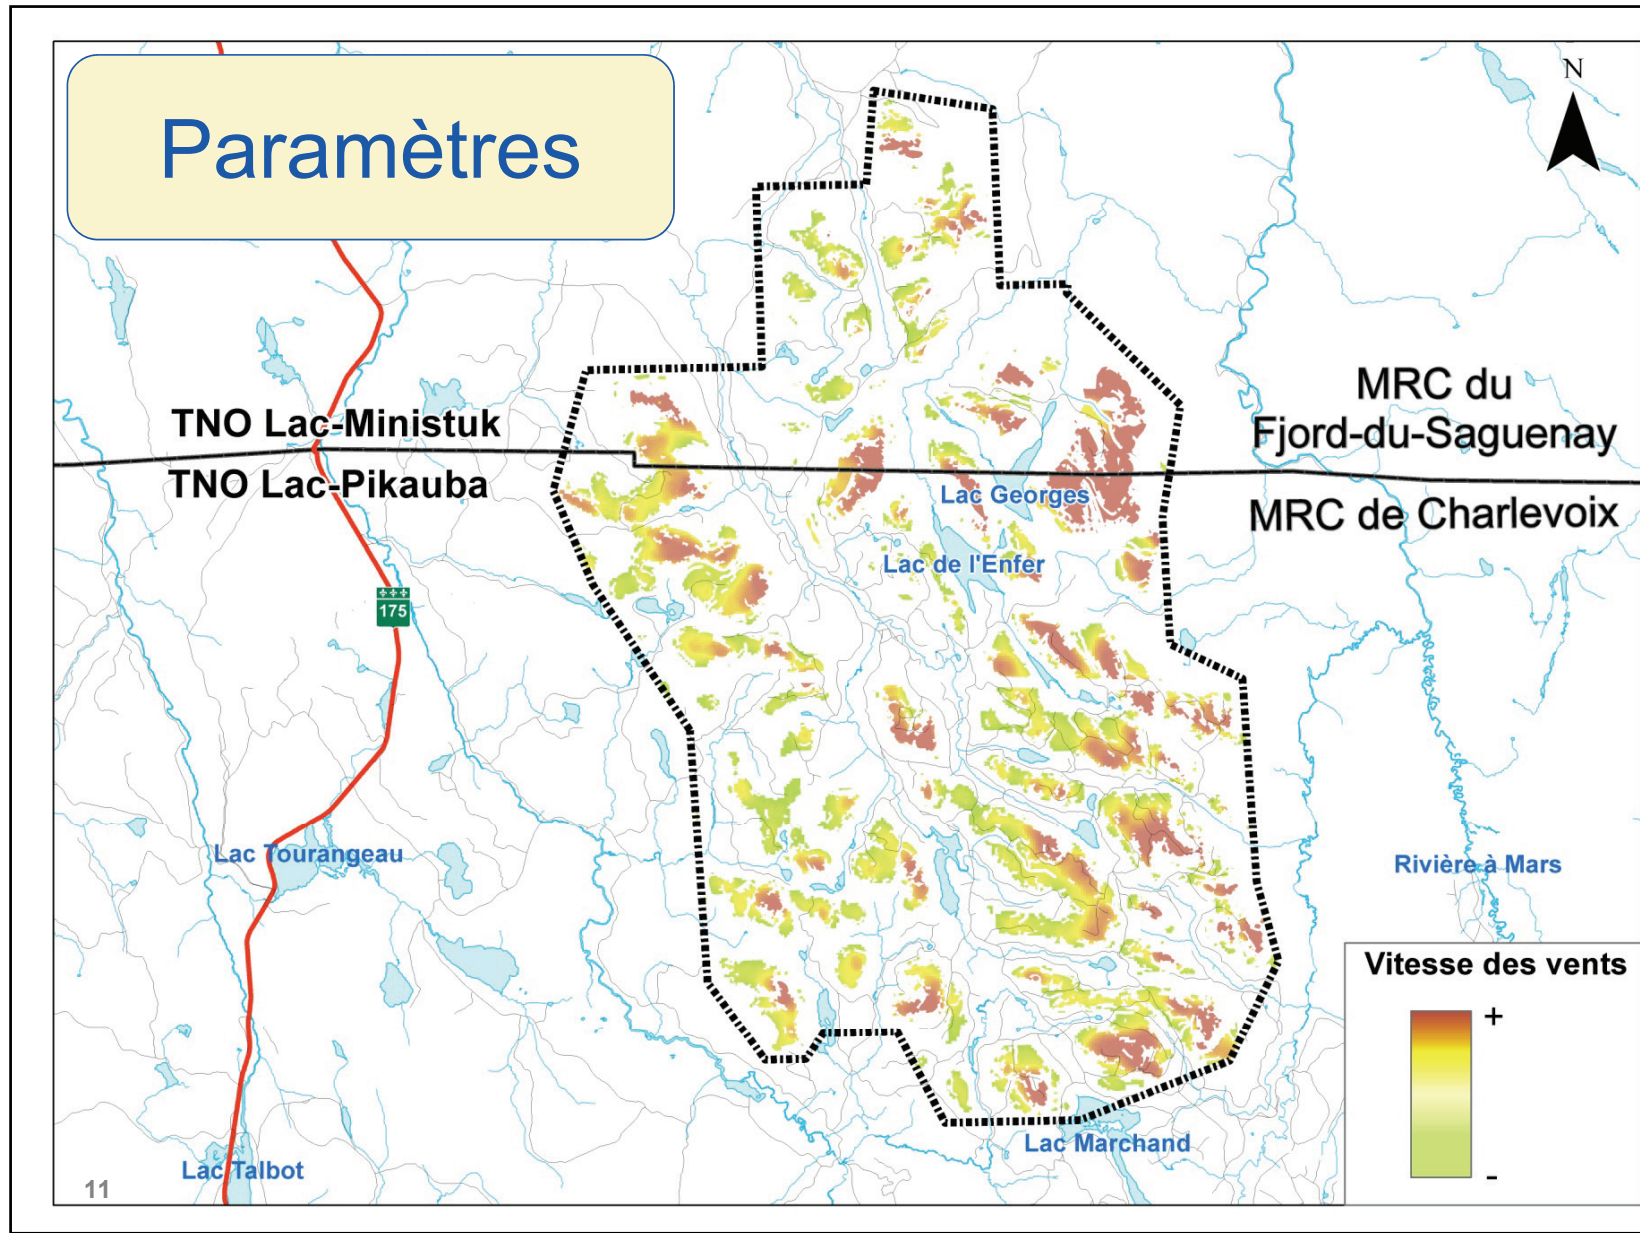 Paramètres
N
TNO Lac-Ministuk
MRC du
Fjord-du-Saguenay
TNO Lac-Pikauba
Lac Georges
MRC de Charlevoix
Lac de l'Enfer
175
Lac Tourangeau
Rivière à Mars
Vitesse des vents
+
-
Lac Marchand
Lac Talbot
11